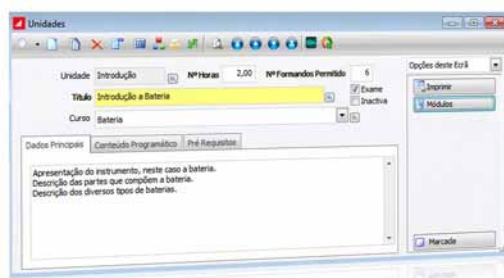 Unidades
Unidade Introdução Nº Horas 2,00 Nº Formandos Permitido 6
Título Introdução a Bateria
Exame
Inactiva
Curso Bateria
Dados Principais Conteúdo Programático Pré Requisitos
Apresentação do instrumento, neste caso a bateria.
Descrição das partes que compõem a bateria.
Descrição dos diversos tipos de baterias.
Opções deste Ecrã
Imprimir
Módulos
Marcade